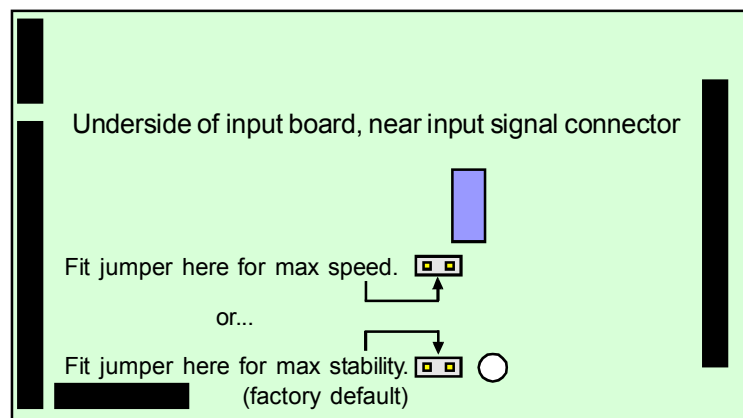 Underside of input board, near input signal connector
Fit jumper here for max speed.
or...
Fit jumper here for max stability.
(factory default)